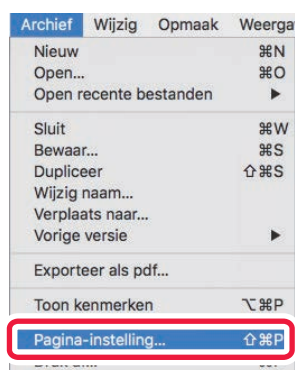 Archief Wijzig Opmaak
Nieuw ⌘N
Open... ⌘O
Open recente bestanden ▶
Sluit ⌘W
Bewaar... ⌘S
Dupliceer ⇧⌘S
Wijzig naam...
Verplaats naar...
Vorige versie ▶
Exporteer als pdf...
Toon kenmerken ⌥⌘P
Pagina-instelling... ⇧⌘P